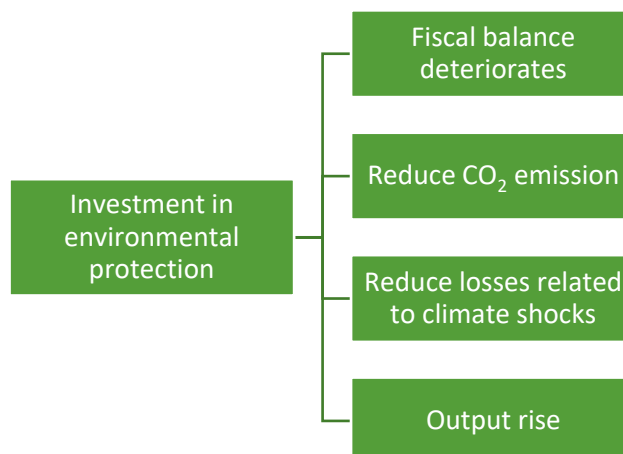 Fiscal balance
deteriorates
Reduce CO₂ emission
Investment in
environmental
protection
Reduce losses related
to climate shocks
Output rise